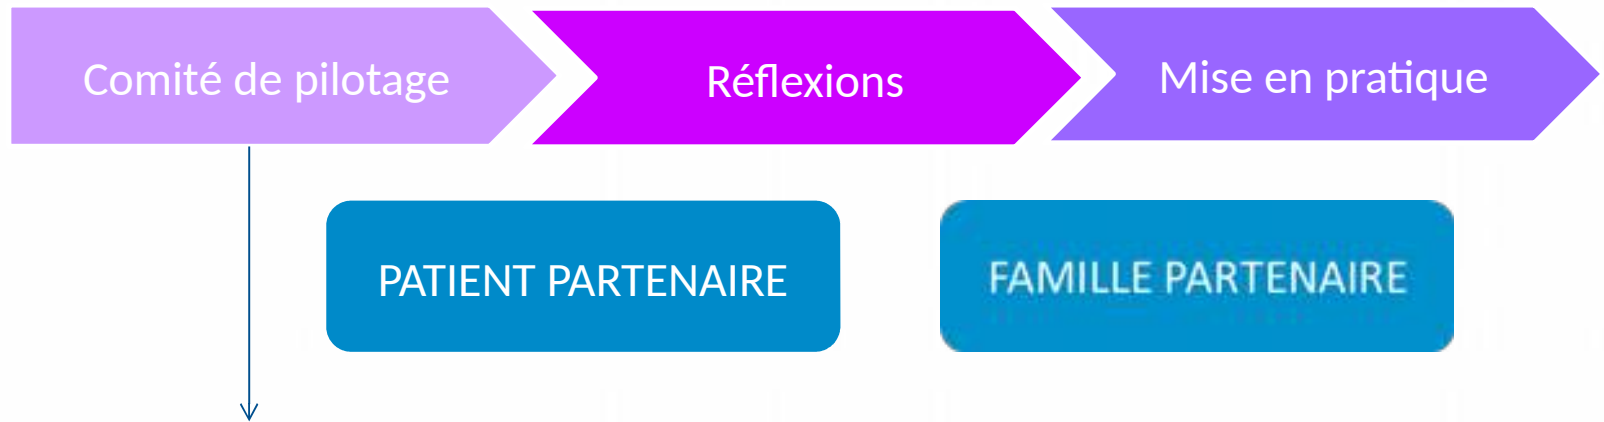 Comité de pilotage
Réflexions
Mise en pratique
PATIENT PARTENAIRE
FAMILLE PARTENAIRE